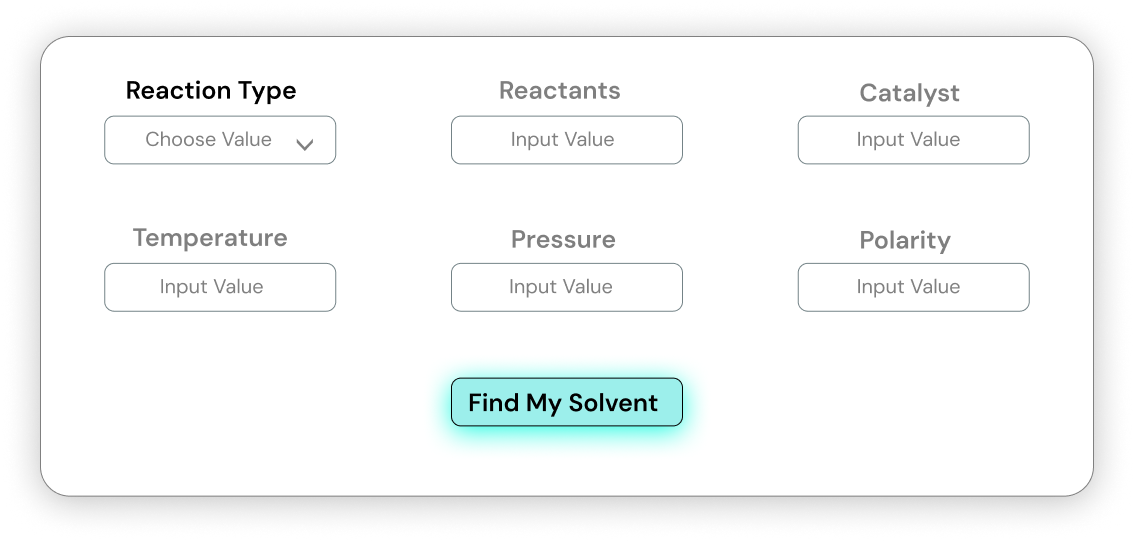 Reaction Type
Reactants
Catalyst
Choose Value
Input Value
Input Value
Temperature
Pressure
Polarity
Input Value
Input Value
Input Value
Find My Solvent